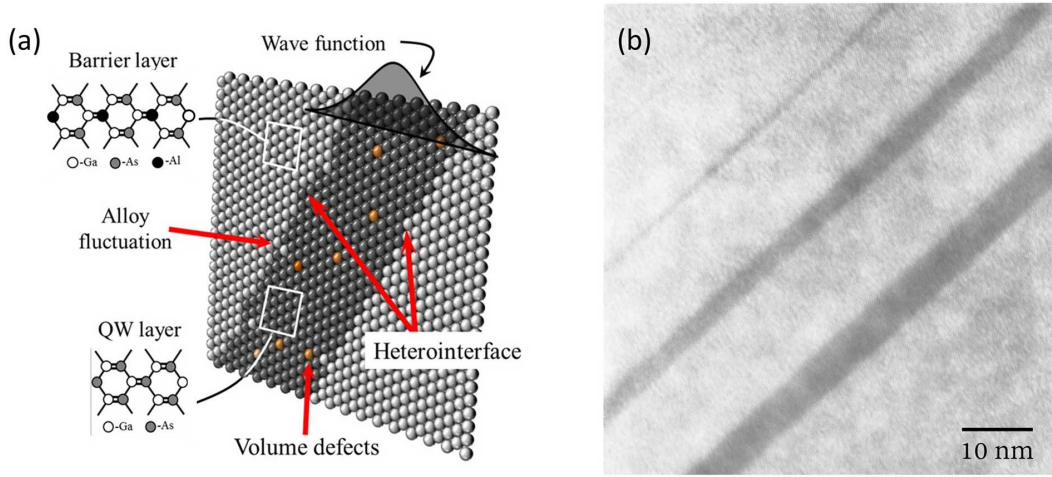 (a)
Wave function
Barrier layer
-Ga -As -Al
Alloy
fluctuation
QW layer
Heterointerface
-Ga -As
Volume defects
(b)
10 nm